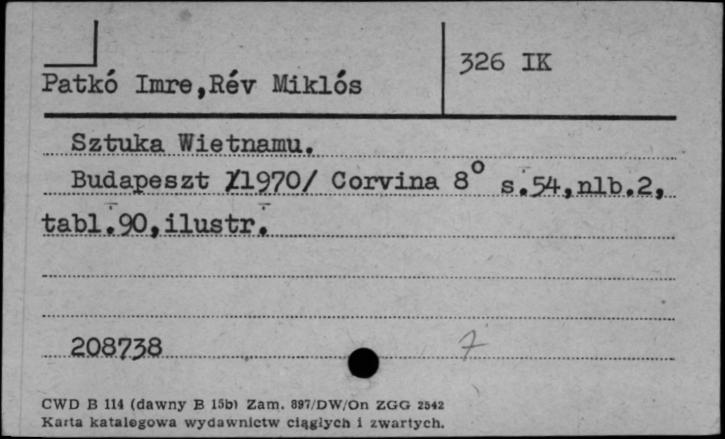 326 IK
Patkó Imre,Rév Miklós
Sztuka Wietnamu.
Budapeszt /1970/ Corvina 8° s.54,nlb.2,
tabl.90,ilustr.
208738
7
CWD B 114 (dawny B 15b) Zam. 897/DW/On ZGG 2542
Karta katalogowa wydawnictw ciągłych i zwartych.